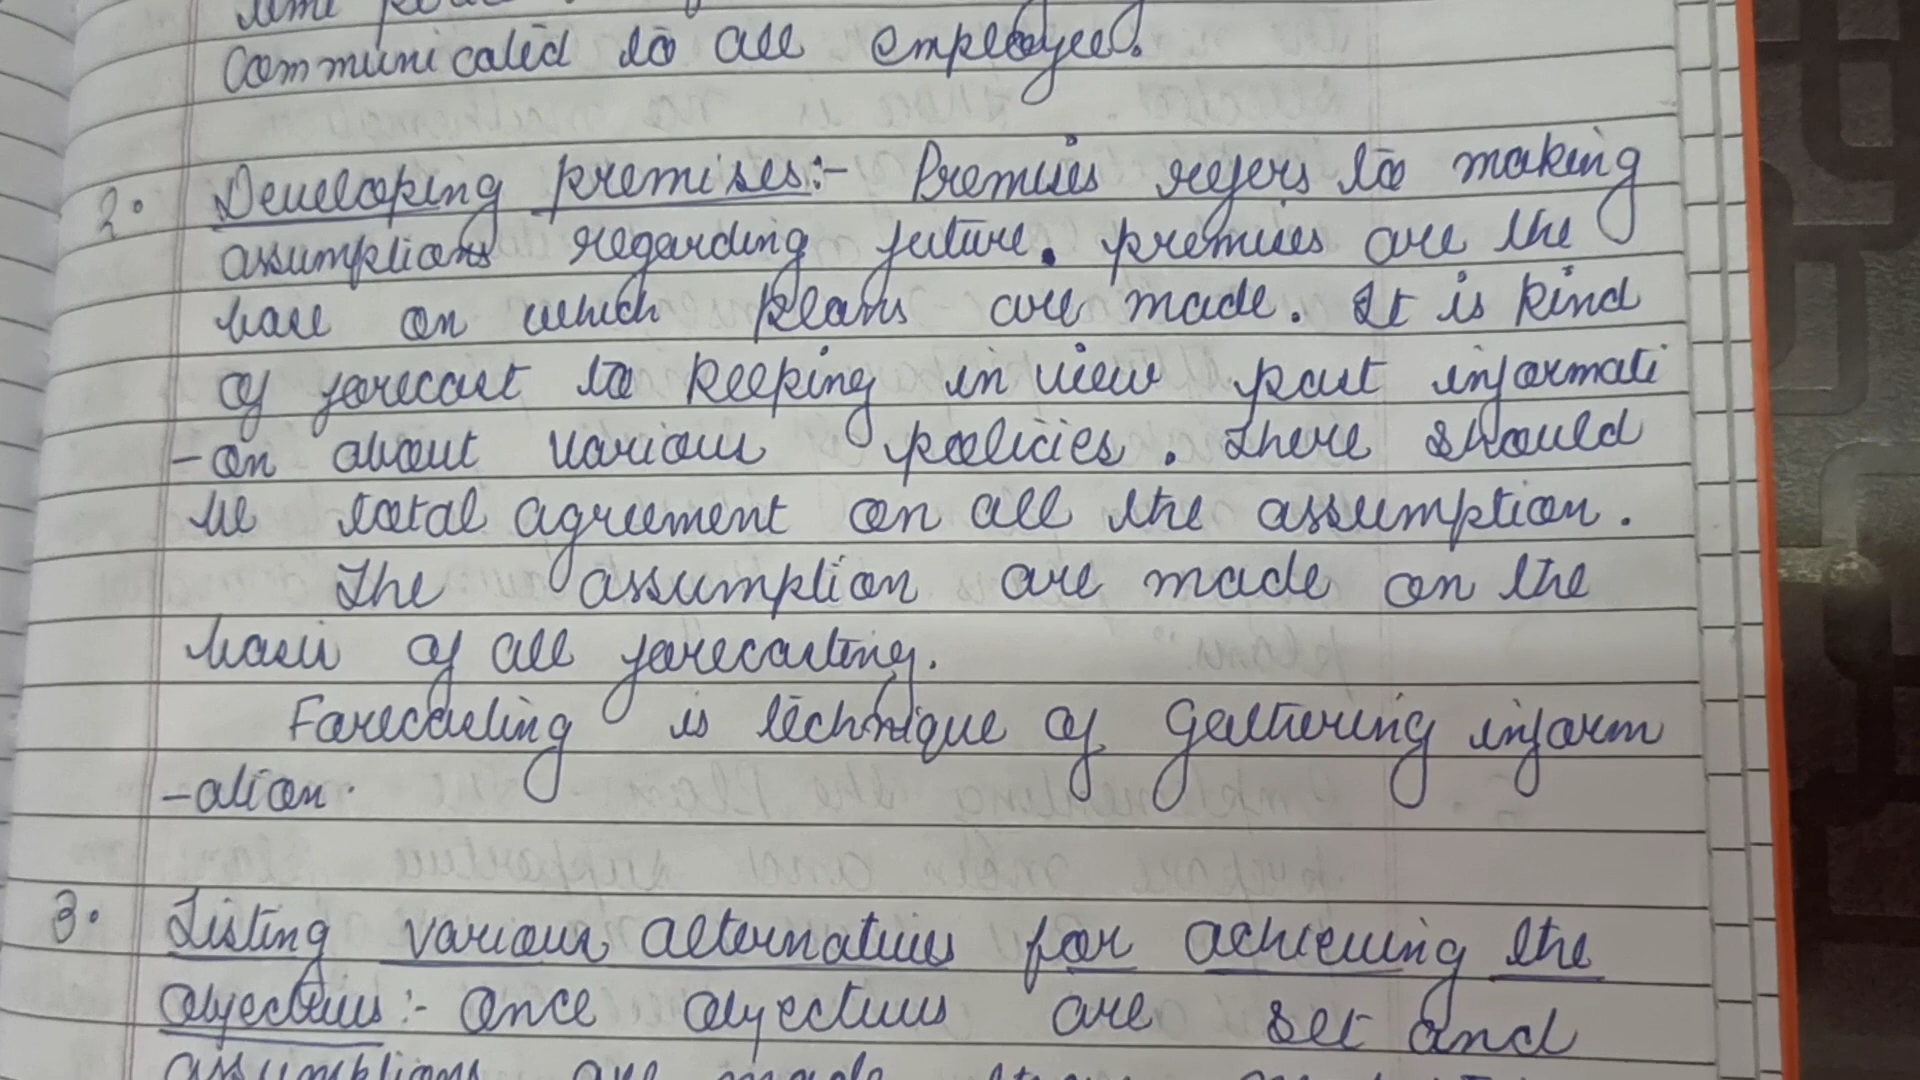 time
Communicated to all employees.
2. Developing premises:- Premises refers to making
assumptions regarding future. premises are the
base on which plans are made. It is kind
of forecast to keeping in view past informati
-on about various policies. There should
be total agreement on all the assumption.
The assumption are made on the
basis of all forecasting.
Forecasting is technique of gathering inform
-ation.
3. Listing various alternatives for achieving the
objectives:- Once objectives are set and
assumptions are made